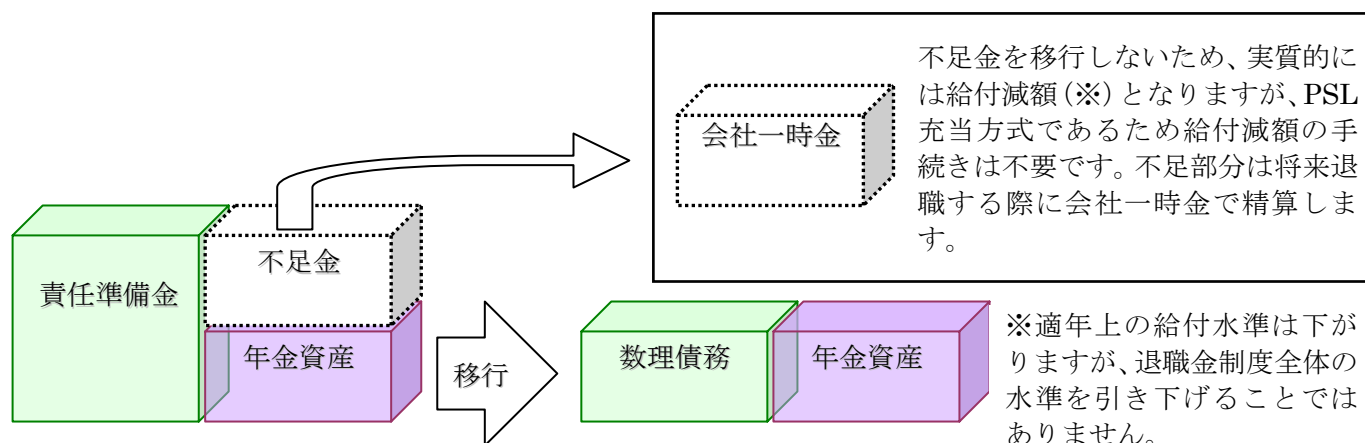 不足金を移行しないため、実質的に
は給付減額(※)となりますが、PSL
充当方式であるため給付減額の手
続きは不要です。不足部分は将来退
職する際に会社一時金で精算しま
す。
会社一時金
不足金
責任準備金
年金資産
移行
数理債務
年金資産
※適年上の給付水準は下が
りますが、退職金制度全体の
水準を引き下げることでは
ありません。